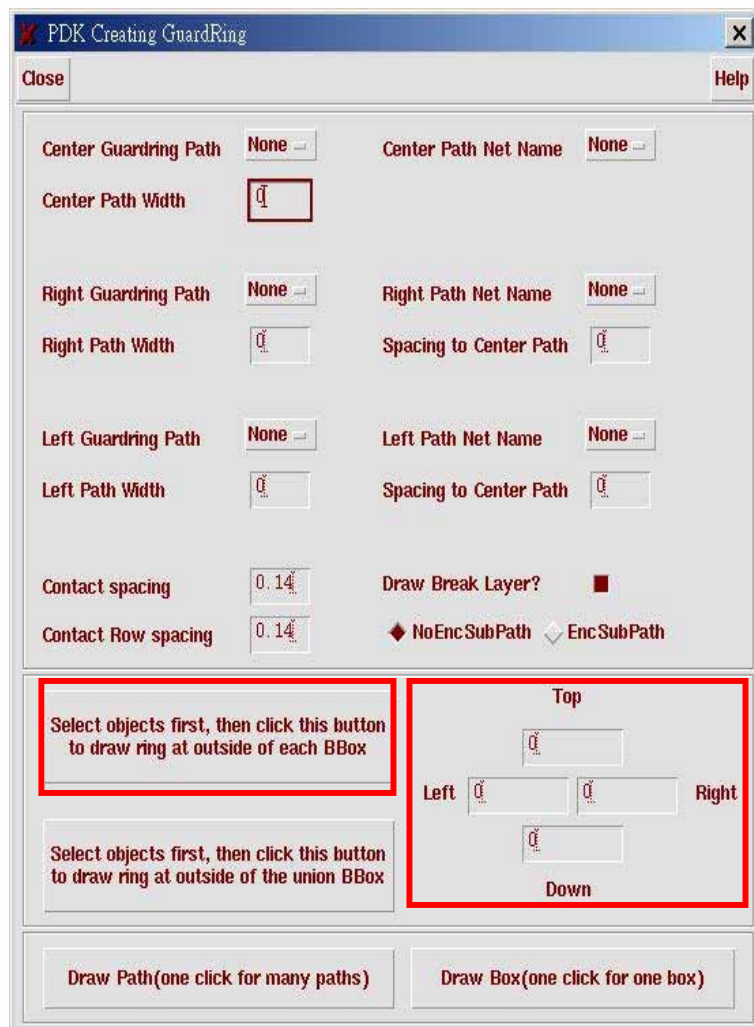 PDK Creating GuardRing
Close Help
Center Guardring Path None Center Path Net Name None
Center Path Width 0
Right Guardring Path None Right Path Net Name None
Right Path Width 0 Spacing to Center Path 0
Left Guardring Path None Left Path Net Name None
Left Path Width 0 Spacing to Center Path 0
Contact spacing 0.14 Draw Break Layer?
Contact Row spacing 0.14 NoEncSubPath EncSubPath
Select objects first, then click this button
to draw ring at outside of each BBox
Top
0
Left 0 0 Right
0
Down
Select objects first, then click this button
to draw ring at outside of the union BBox
Draw Path(one click for many paths) Draw Box(one click for one box)